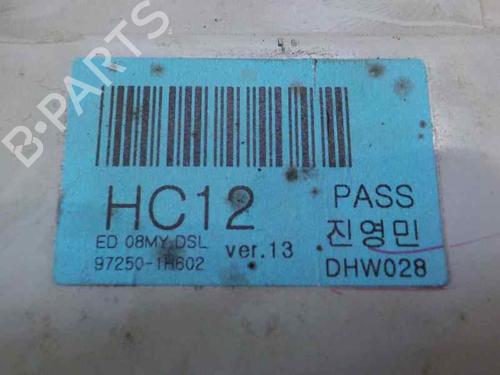 B-PARTS
HC12
PASS
ED 08MY.DSL
ver.13
진영민
97250-1H602
DHW028